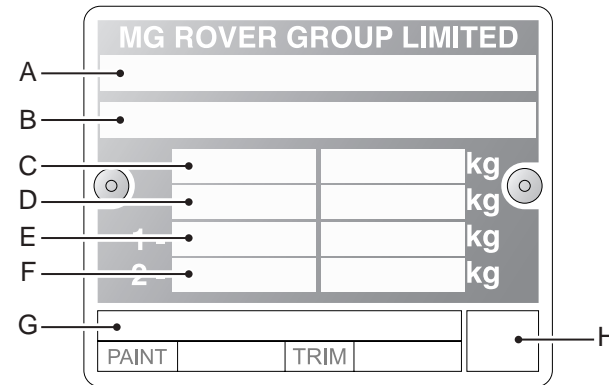 MG ROVER GROUP LIMITED
A
B
C kg
D kg
E 1 - kg
F 2 - kg
G
H
PAINT TRIM